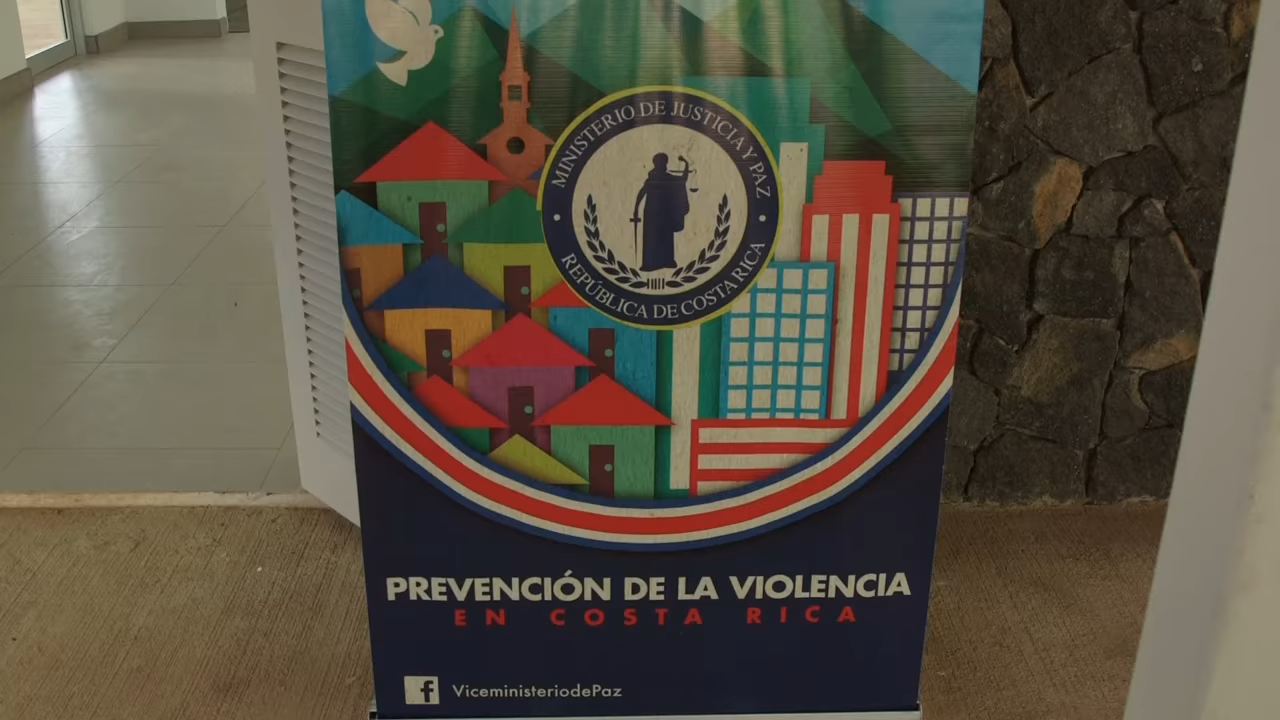 MINISTERIO DE JUSTICIA Y PAZ
REPÚBLICA DE COSTA RICA
PREVENCIÓN DE LA VIOLENCIA
EN COSTA RICA
f ViceministeriodePaz